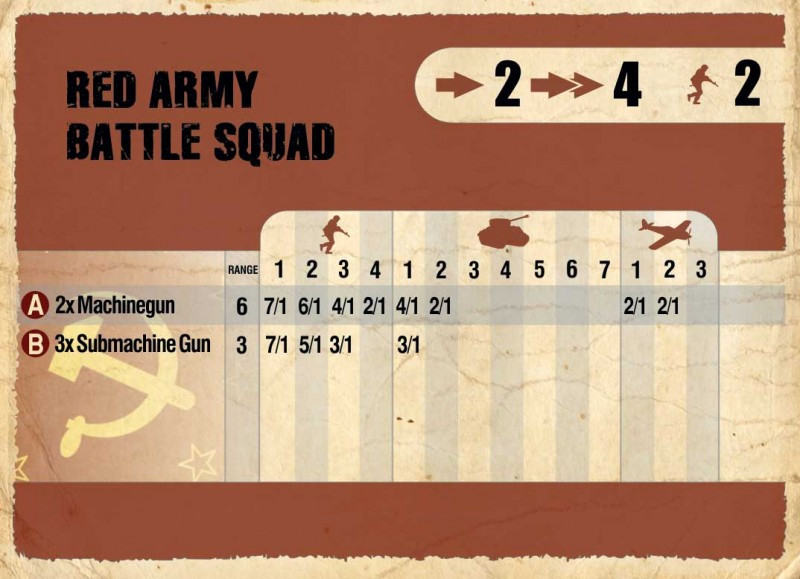 RED ARMY
BATTLE SQUAD
2 4 2
RANGE 1 2 3 4 1 2 3 4 5 6 7 1 2 3
A 2x Machinegun 6 7/1 6/1 4/1 2/1 4/1 2/1 2/1 2/1
B 3x Submachine Gun 3 7/1 5/1 3/1 3/1